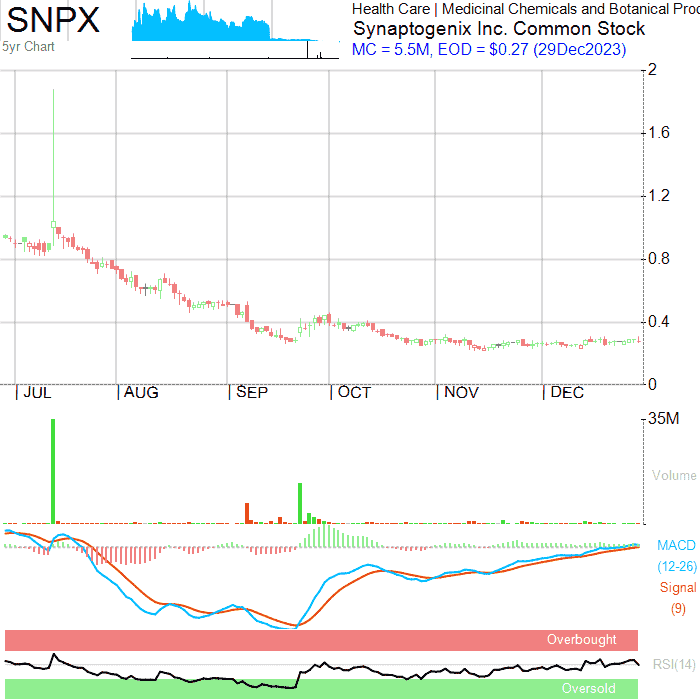 SNPX
Health Care | Medicinal Chemicals and Botanical Proc
Synaptogenix Inc. Common Stock
5yr Chart
MC = 5.5M, EOD = $0.27 (29Dec2023)
2
1.6
1.2
0.8
0.4
0
| JUL | AUG | SEP | OCT | NOV | DEC
35M
Volume
MACD
(12-26)
Signal
(9)
Overbought
RSI(14)
Oversold